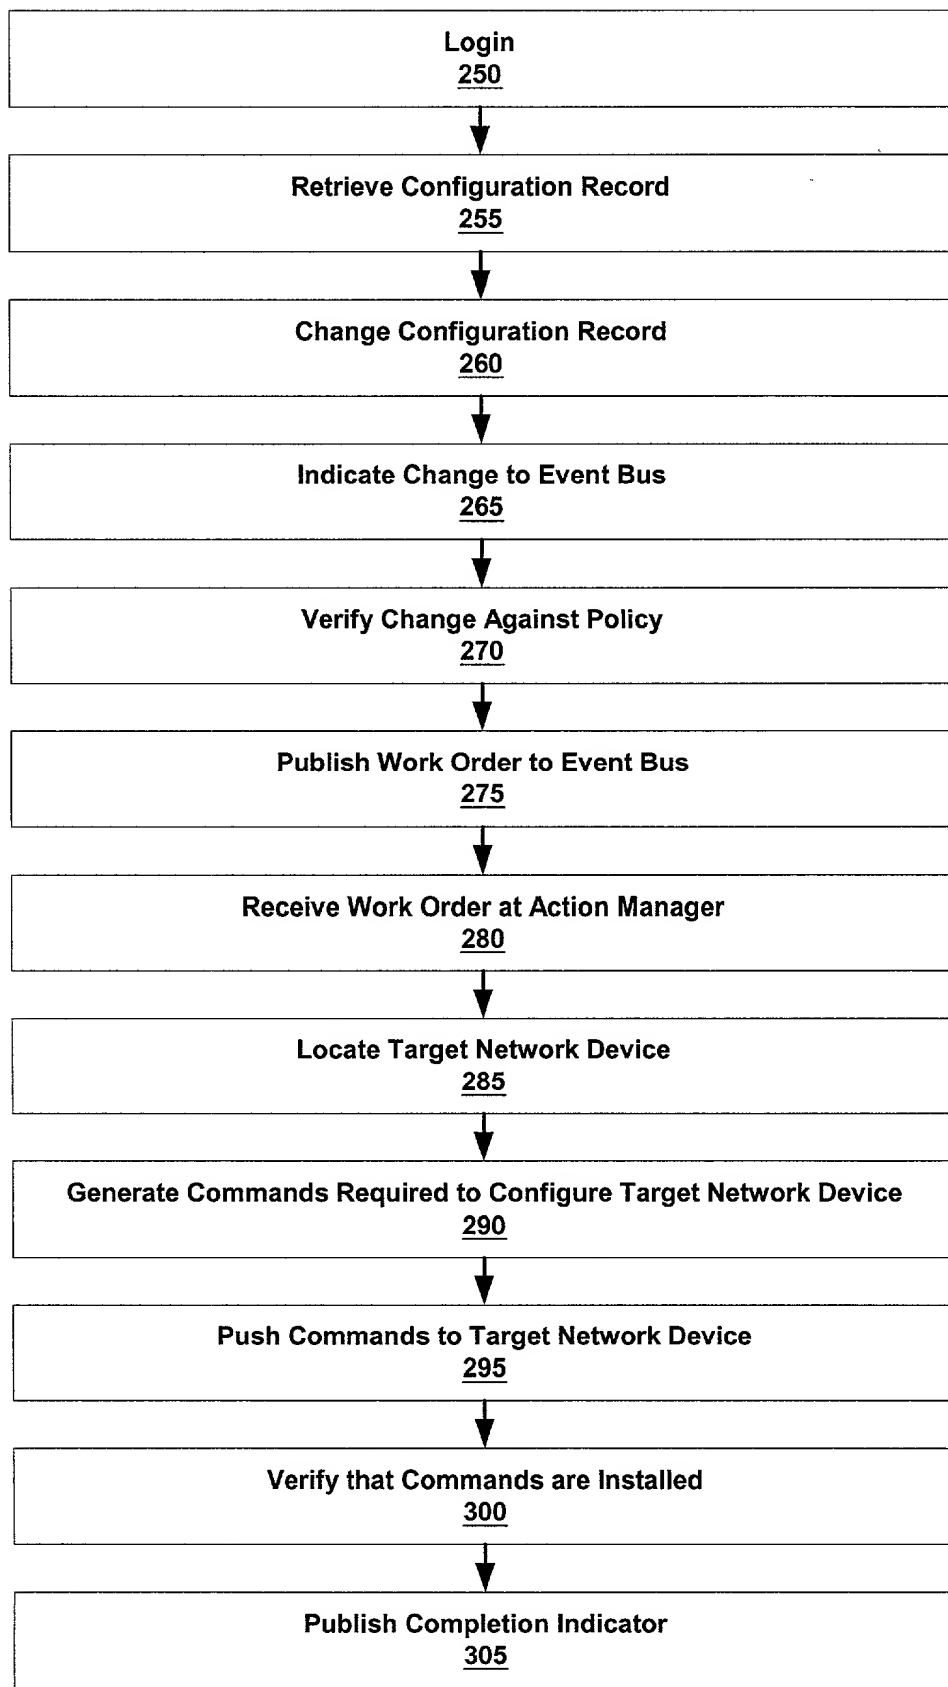 Login
250
Retrieve Configuration Record
255
Change Configuration Record
260
Indicate Change to Event Bus
265
Verify Change Against Policy
270
Publish Work Order to Event Bus
275
Receive Work Order at Action Manager
280
Locate Target Network Device
285
Generate Commands Required to Configure Target Network Device
290
Push Commands to Target Network Device
295
Verify that Commands are Installed
300
Publish Completion Indicator
305